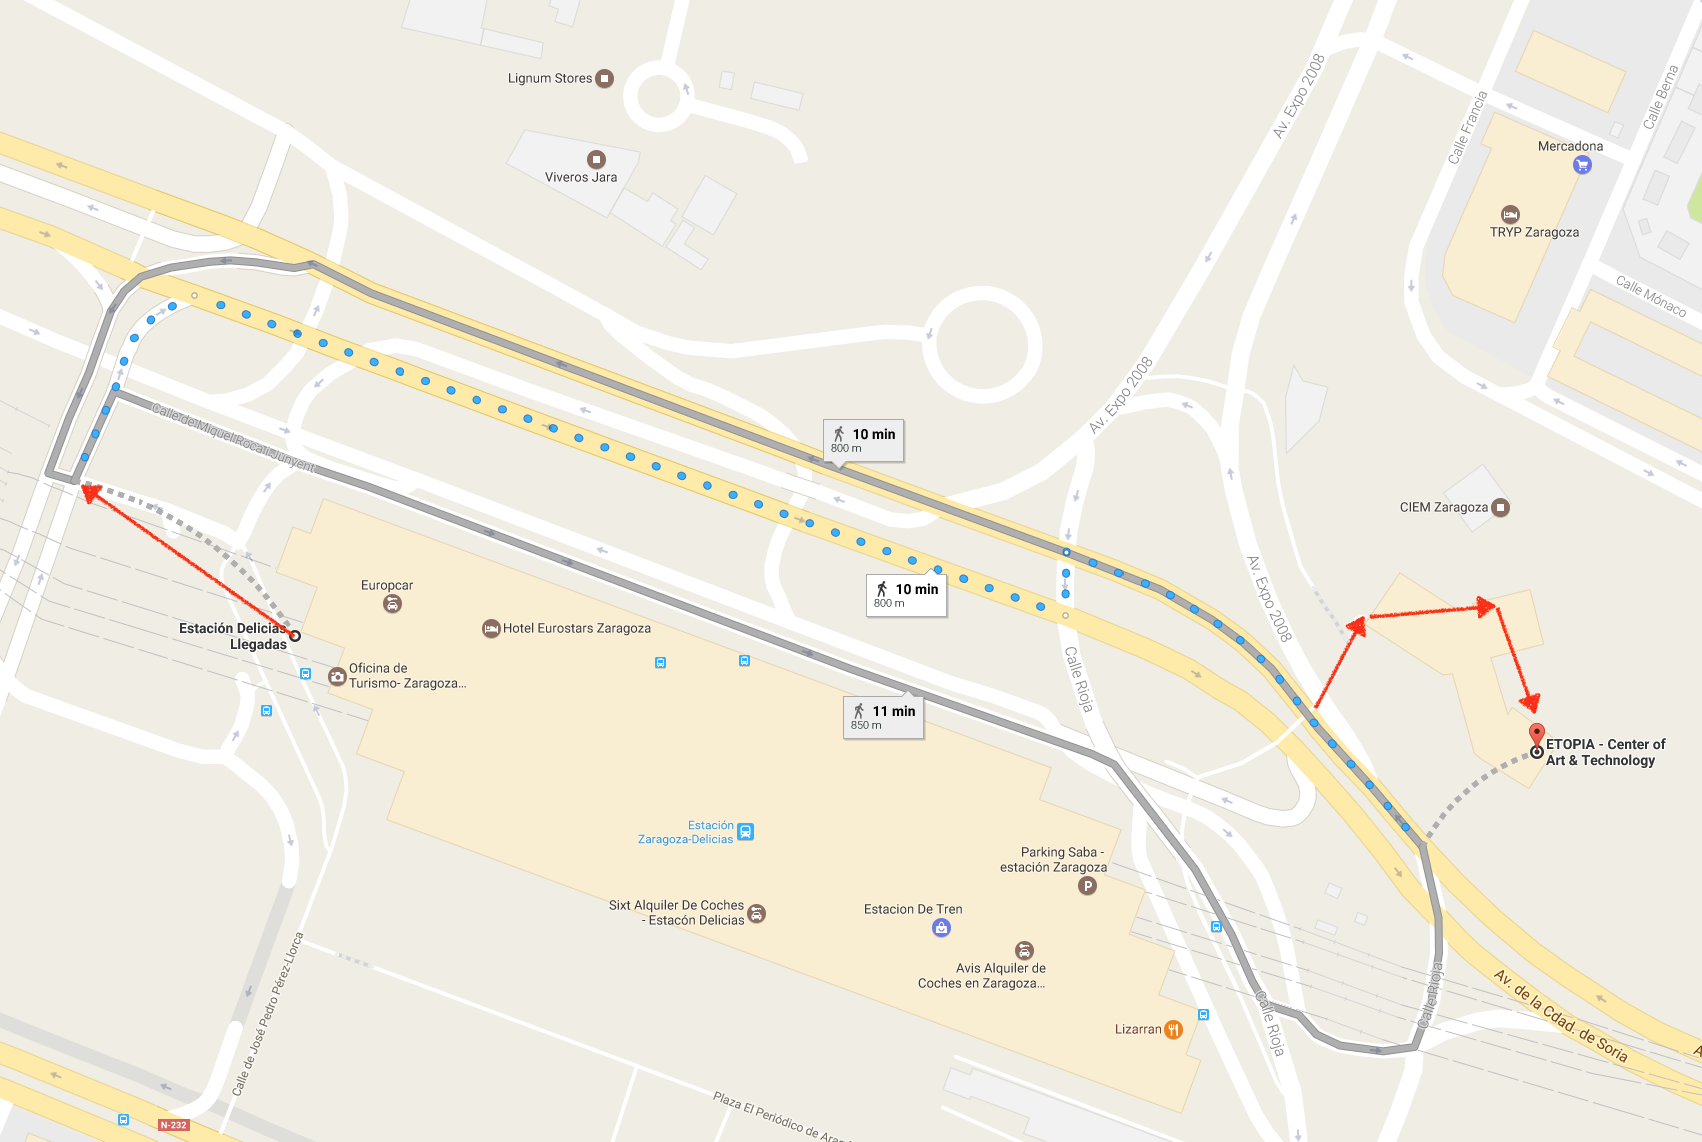 Lignum Stores
Viveros Jara
Av. Expo 2008
Calle Francia
Calle Berna
Mercadona
TRYP Zaragoza
Calle Mónaco
Av. Expo 2008
Calle de Miquel Roca i Junyent
10 min
800 m
CIEM Zaragoza
Av. Expo 2008
10 min
800 m
Europcar
Estación Delicias
Llegadas
Hotel Eurostars Zaragoza
Oficina de
Turismo- Zaragoza...
Calle Rioja
11 min
850 m
ETOPIA - Center of
Art & Technology
Estación
Zaragoza-Delicias
Parking Saba -
estación Zaragoza
P
Sixt Alquiler De Coches
- Estacón Delicias
Estacion De Tren
Avis Alquiler de
Coches en Zaragoza...
Calle de José Pedro Pérez-Llorca
Lizarran
Calle Rioja
Calle Rioja
Av. de la Cdad. de Soria
N-232
Plaza El Periódico de